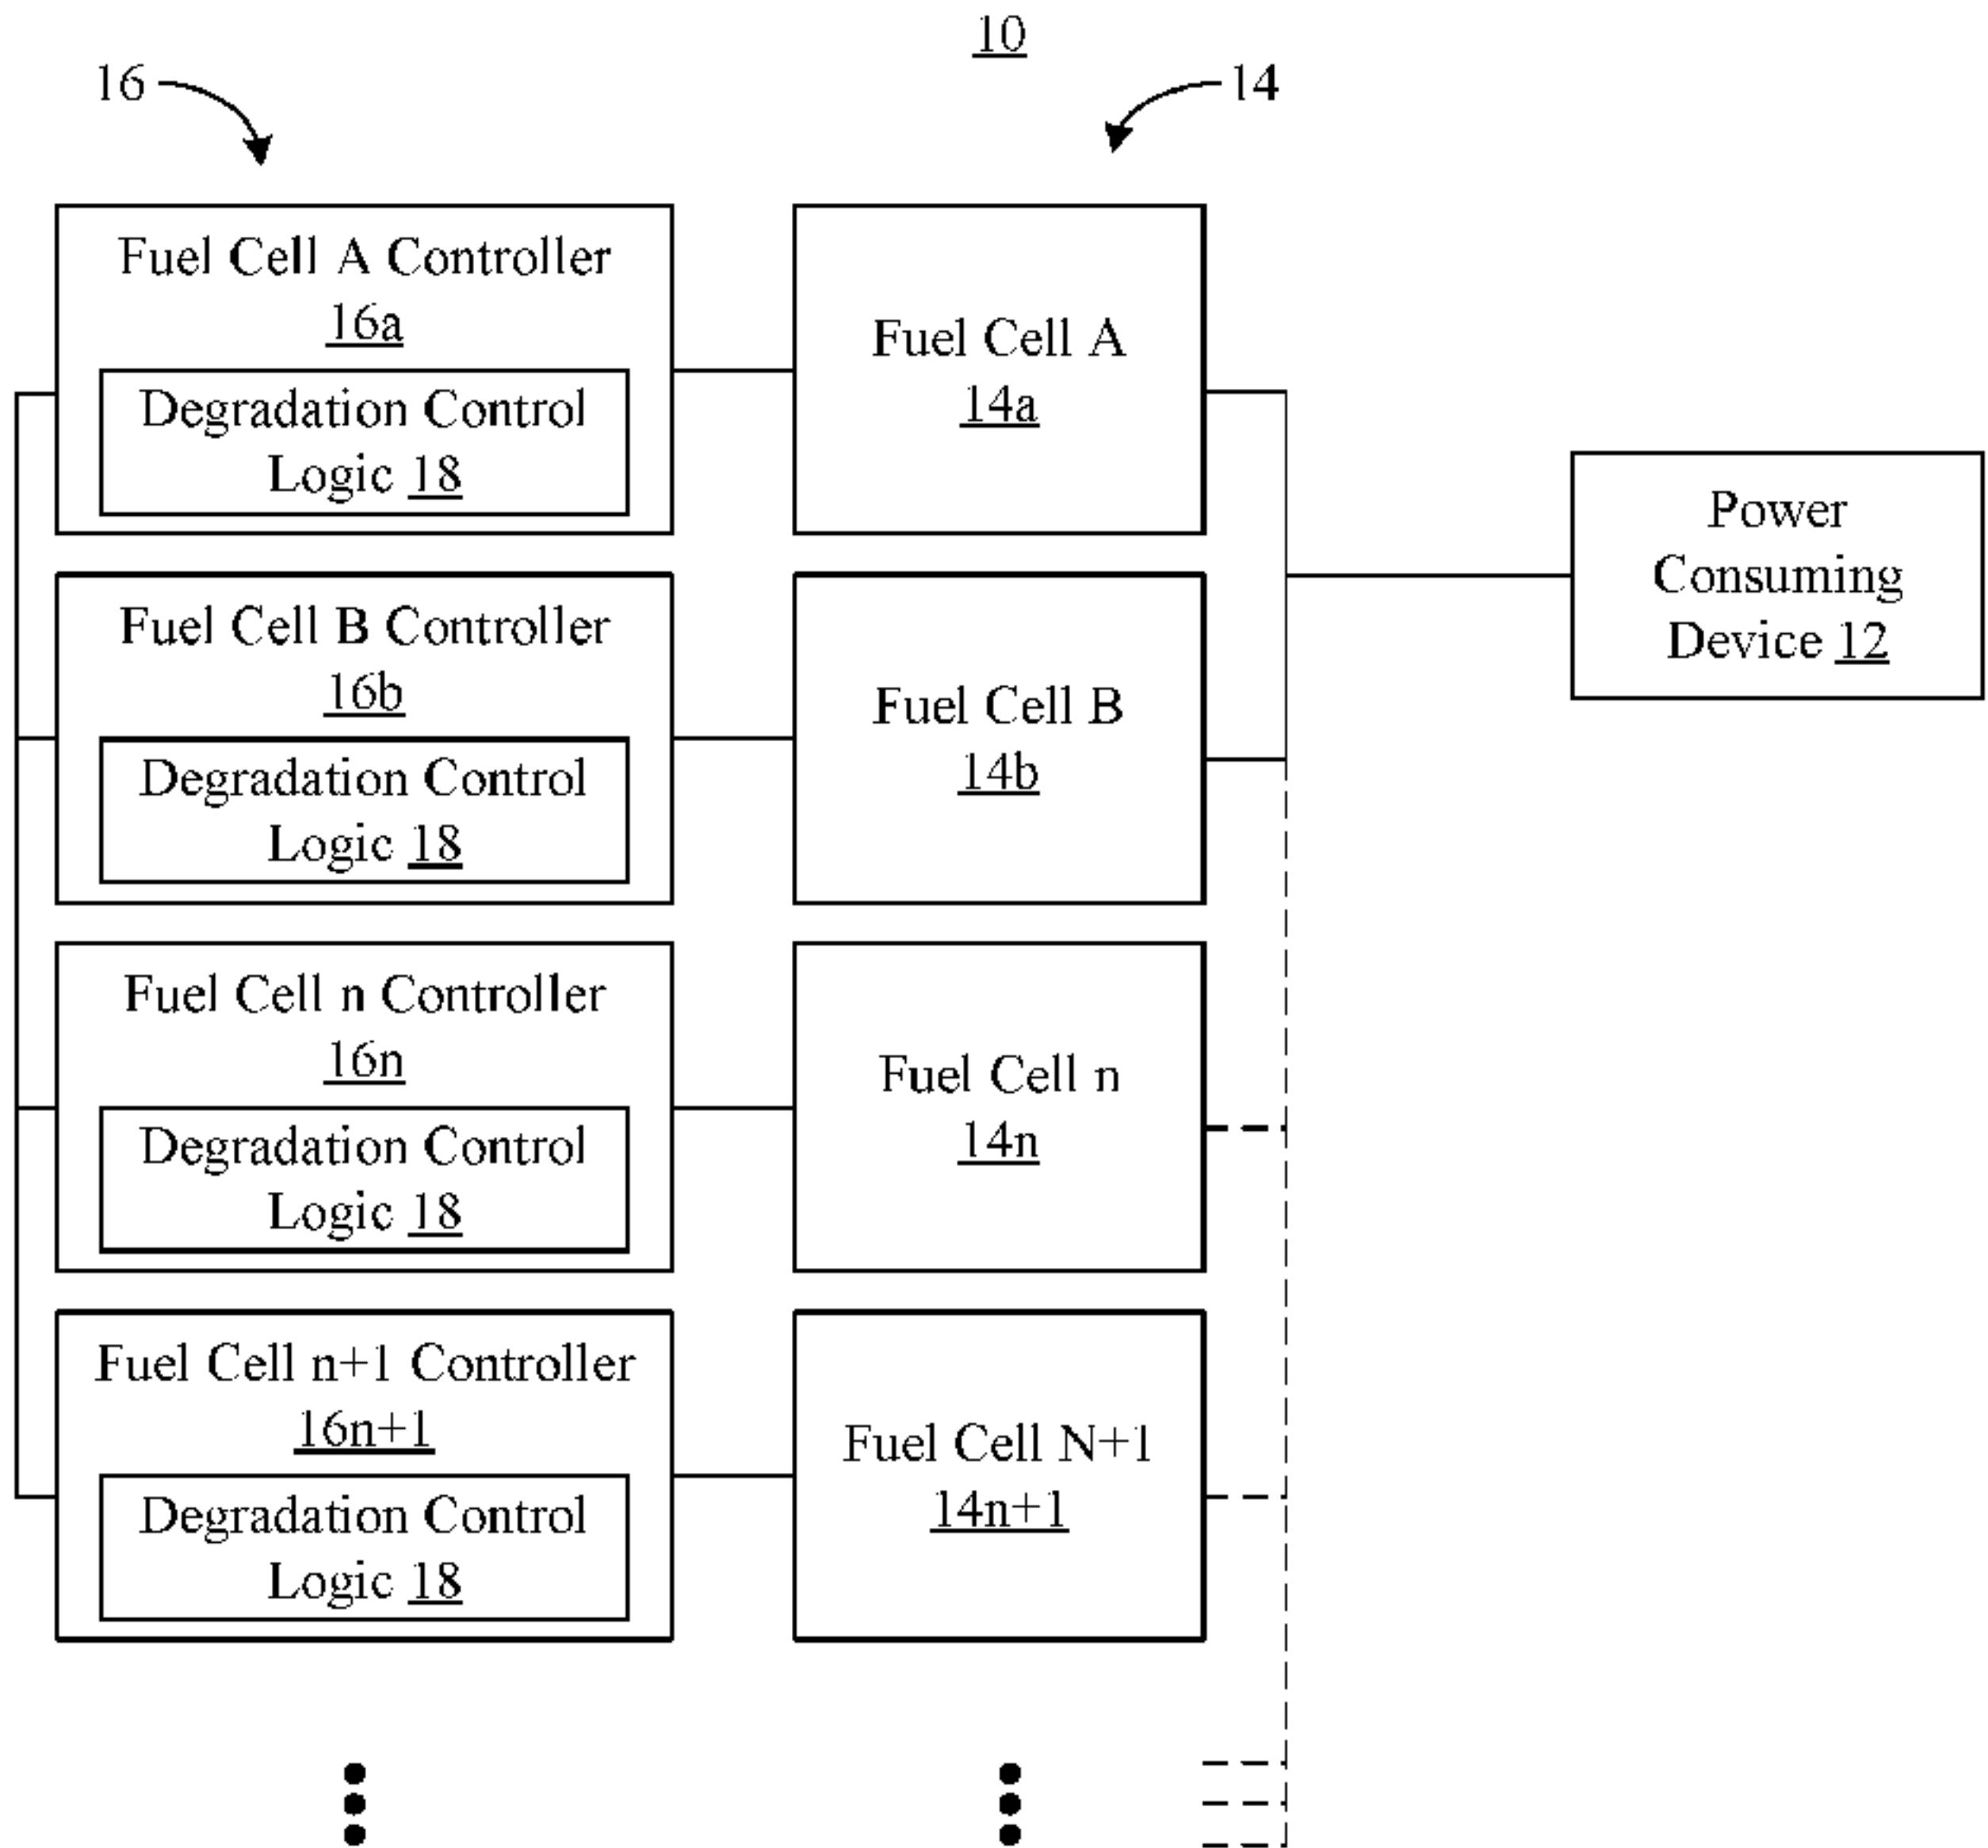 10
16
14
Fuel Cell A Controller
16a
Degradation Control
Logic 18
Fuel Cell A
14a
Power
Consuming
Device 12
Fuel Cell B Controller
16b
Degradation Control
Logic 18
Fuel Cell B
14b
Fuel Cell n Controller
16n
Degradation Control
Logic 18
Fuel Cell n
14n
Fuel Cell n+1 Controller
16n+1
Degradation Control
Logic 18
Fuel Cell N+1
14n+1